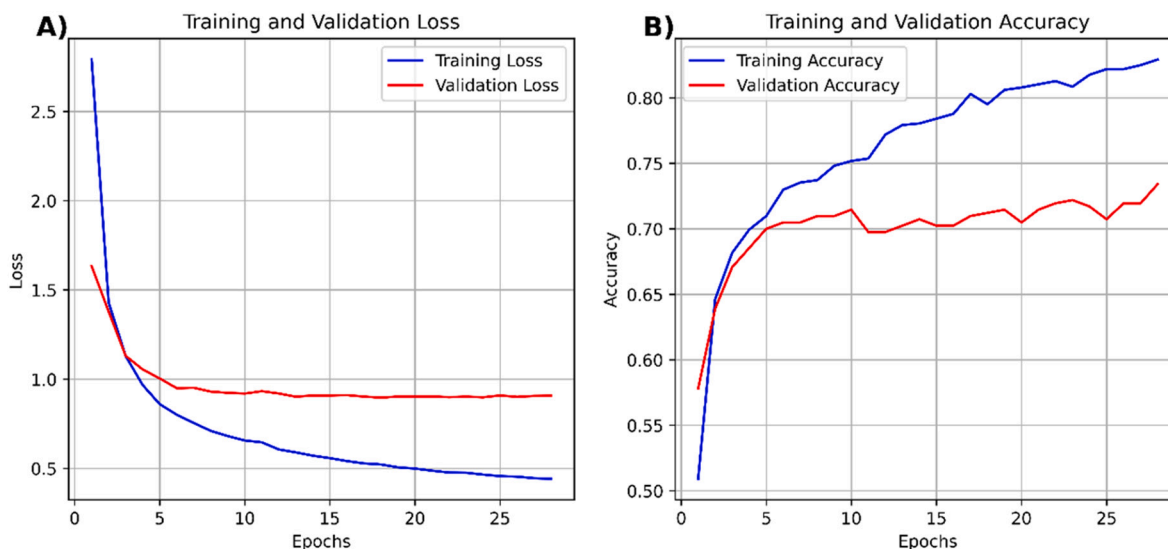 A)
Training and Validation Loss
Training Loss
Validation Loss
Loss
2.5
2.0
1.5
1.0
0.5
0 5 10 15 20 25
Epochs
B)
Training and Validation Accuracy
Training Accuracy
Validation Accuracy
Accuracy
0.80
0.75
0.70
0.65
0.60
0.55
0.50
0 5 10 15 20 25
Epochs